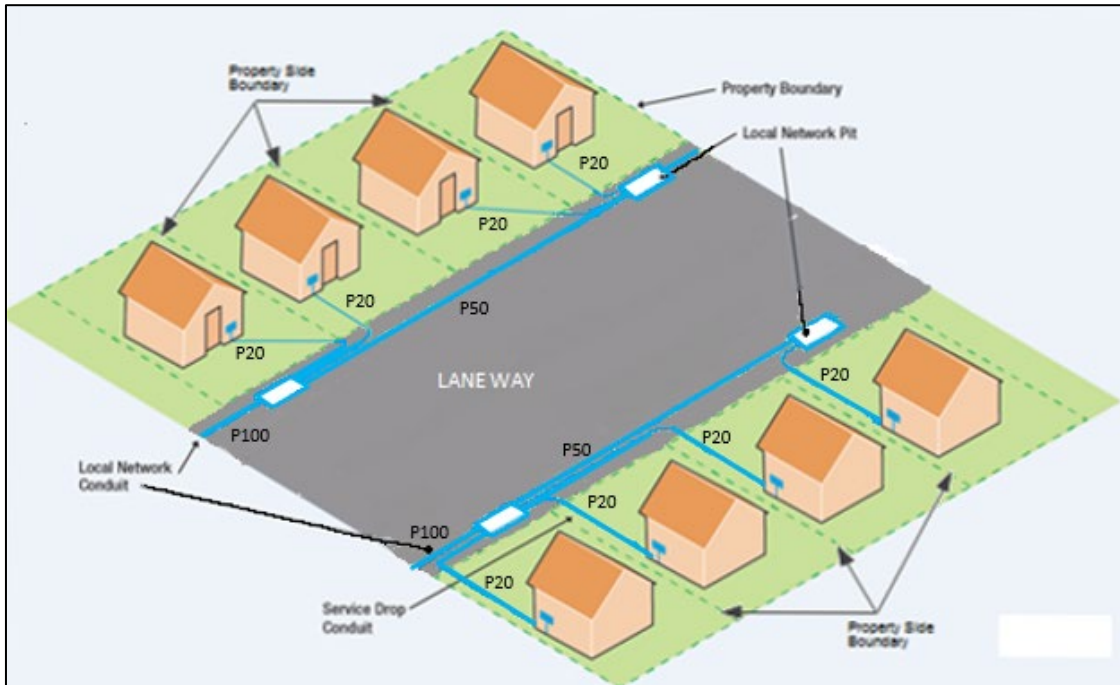 Property Side
Boundary
Property Boundary
Local Network Pit
P20
P20
P20
P50
P20
LANE WAY
P20
P100
P20
P50
Local Network
Conduit
P20
P100
P20
Service Drop
Conduit
Property Side
Boundary